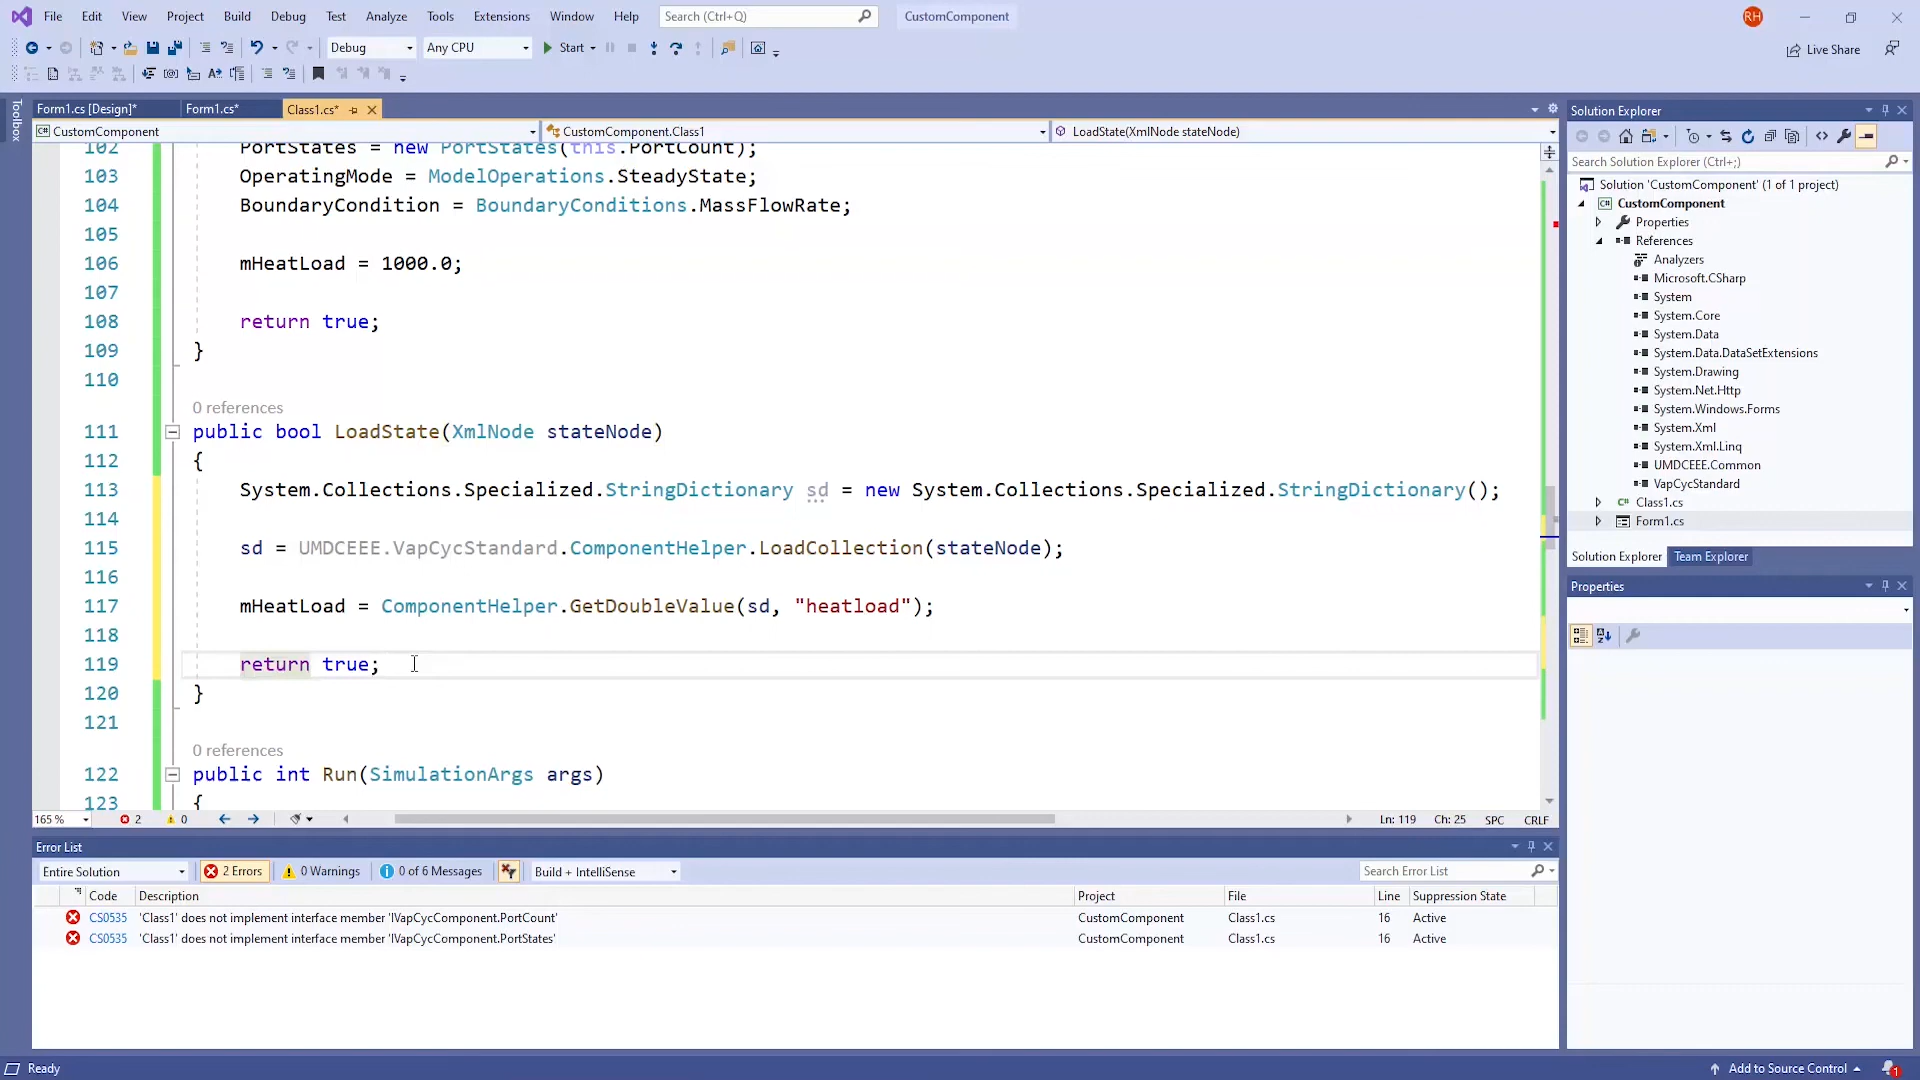 File Edit View Project Build Debug Test Analyze Tools Extensions Window Help Search (Ctrl+Q) CustomComponent RH
Debug Any CPU Start Live Share
Toolbox
Form1.cs [Design]* Form1.cs* Class1.cs*
CustomComponent CustomComponent.Class1 LoadState(XmlNode stateNode)
102 PortStates = new PortStates(this.PortCount);
103 OperatingMode = ModelOperations.SteadyState;
104 BoundaryCondition = BoundaryConditions.MassFlowRate;
105
106 mHeatLoad = 1000.0;
107
108 return true;
109 }
110
0 references
111 public bool LoadState(XmlNode stateNode)
112 {
113 System.Collections.Specialized.StringDictionary sd = new System.Collections.Specialized.StringDictionary();
114
115 sd = UMDCEEE.VapCycStandard.ComponentHelper.LoadCollection(stateNode);
116
117 mHeatLoad = ComponentHelper.GetDoubleValue(sd, "heatload");
118
119 return true;
120 }
121
0 references
122 public int Run(SimulationArgs args)
123 {
165 % 2 0 Ln: 119 Ch: 25 SPC CRLF
Error List
Entire Solution 2 Errors 0 Warnings 0 of 6 Messages Build + IntelliSense Search Error List
Code Description Project File Line Suppression State
CS0535 'Class1' does not implement interface member 'IVapCycComponent.PortCount' CustomComponent Class1.cs 16 Active
CS0535 'Class1' does not implement interface member 'IVapCycComponent.PortStates' CustomComponent Class1.cs 16 Active
Solution Explorer
Search Solution Explorer (Ctrl+;)
Solution 'CustomComponent' (1 of 1 project)
CustomComponent
Properties
References
Analyzers
Microsoft.CSharp
System
System.Core
System.Data
System.Data.DataSetExtensions
System.Drawing
System.Net.Http
System.Windows.Forms
System.Xml
System.Xml.Linq
UMDCEEE.Common
VapCycStandard
Class1.cs
Form1.cs
Solution Explorer Team Explorer
Properties
Ready Add to Source Control 1